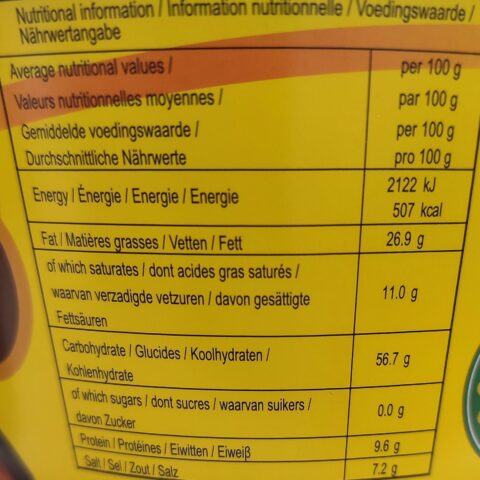 Nutritional information / Information nutritionnelle / Voedingswaarde /
Nährwertangabe
Average nutritional values / per 100 g
Valeurs nutritionnelles moyennes / par 100 g
Gemiddelde voedingswaarde / per 100 g
Durchschnittliche Nährwerte pro 100 g
Energy / Énergie / Energie / Energie 2122 kJ
507 kcal
Fat / Matières grasses / Vetten / Fett 26.9 g
of which saturates / dont acides gras saturés /
waarvan verzadigde vetzuren / davon gesättigte 11.0 g
Fettsäuren
Carbohydrate / Glucides / Koolhydraten / 56.7 g
Kohlenhydrate
of which sugars / dont sucres / waarvan suikers / 0.0 g
davon Zucker
Protein / Protéines / Eiwitten / Eiweiβ 9.6 g
Salt / Sel / Zout / Salz 7.2 g